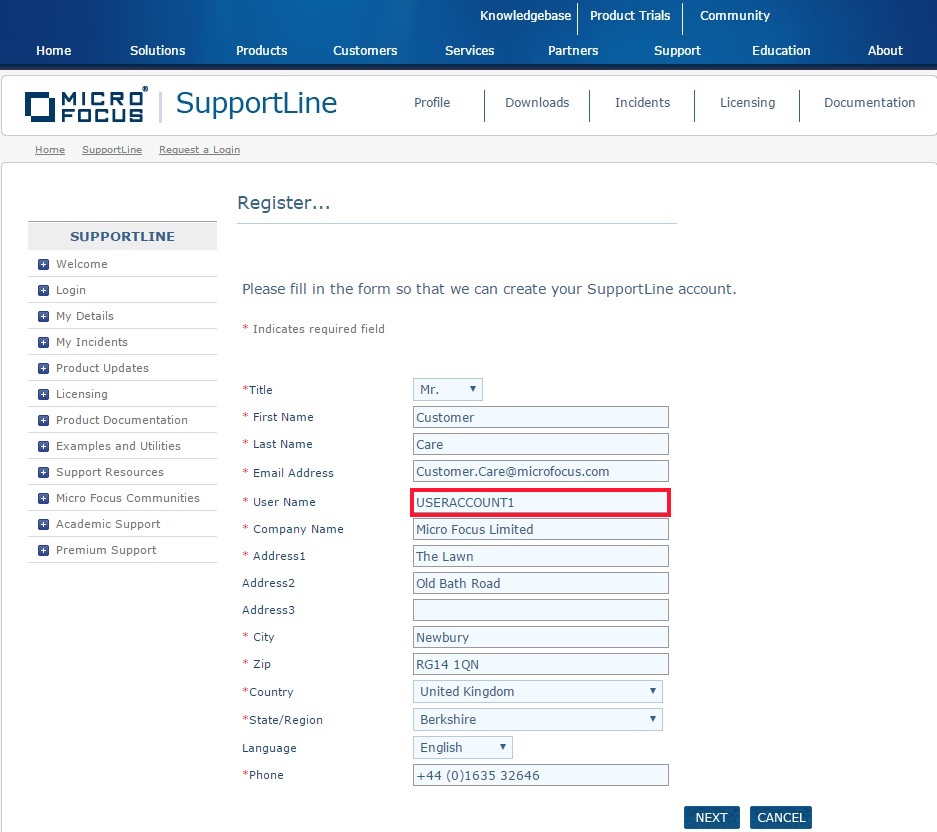 Knowledgebase Product Trials Community
Home Solutions Products Customers Services Partners Support Education About
MICRO FOCUS® SupportLine Profile Downloads Incidents Licensing Documentation
Home SupportLine Request a Login
Register...
SUPPORTLINE
Welcome
Login
My Details
My Incidents
Product Updates
Licensing
Product Documentation
Examples and Utilities
Support Resources
Micro Focus Communities
Academic Support
Premium Support
Please fill in the form so that we can create your SupportLine account.
* Indicates required field
*Title Mr.
* First Name Customer
* Last Name Care
* Email Address Customer.Care@microfocus.com
* User Name USERACCOUNT1
* Company Name Micro Focus Limited
* Address1 The Lawn
Address2 Old Bath Road
Address3
* City Newbury
* Zip RG14 1QN
*Country United Kingdom
*State/Region Berkshire
Language English
*Phone +44 (0)1635 32646
NEXT CANCEL